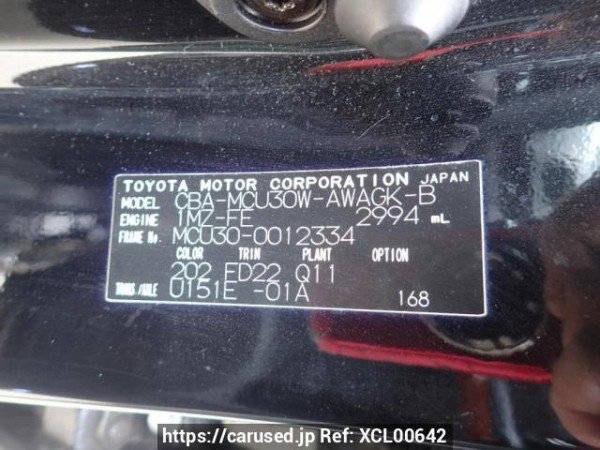 TOYOTA MOTOR CORPORATION JAPAN
MODEL CBA-MCU30W-AWAGK-B
ENGINE 1MZ-FE 2994 mL
FRAME No. MCU30-0012334
COLOR TRIM PLANT OPTION
202 FD22 Q11
TRANS/AXLE U151E -01A 168
https://carused.jp Ref: XCL00642